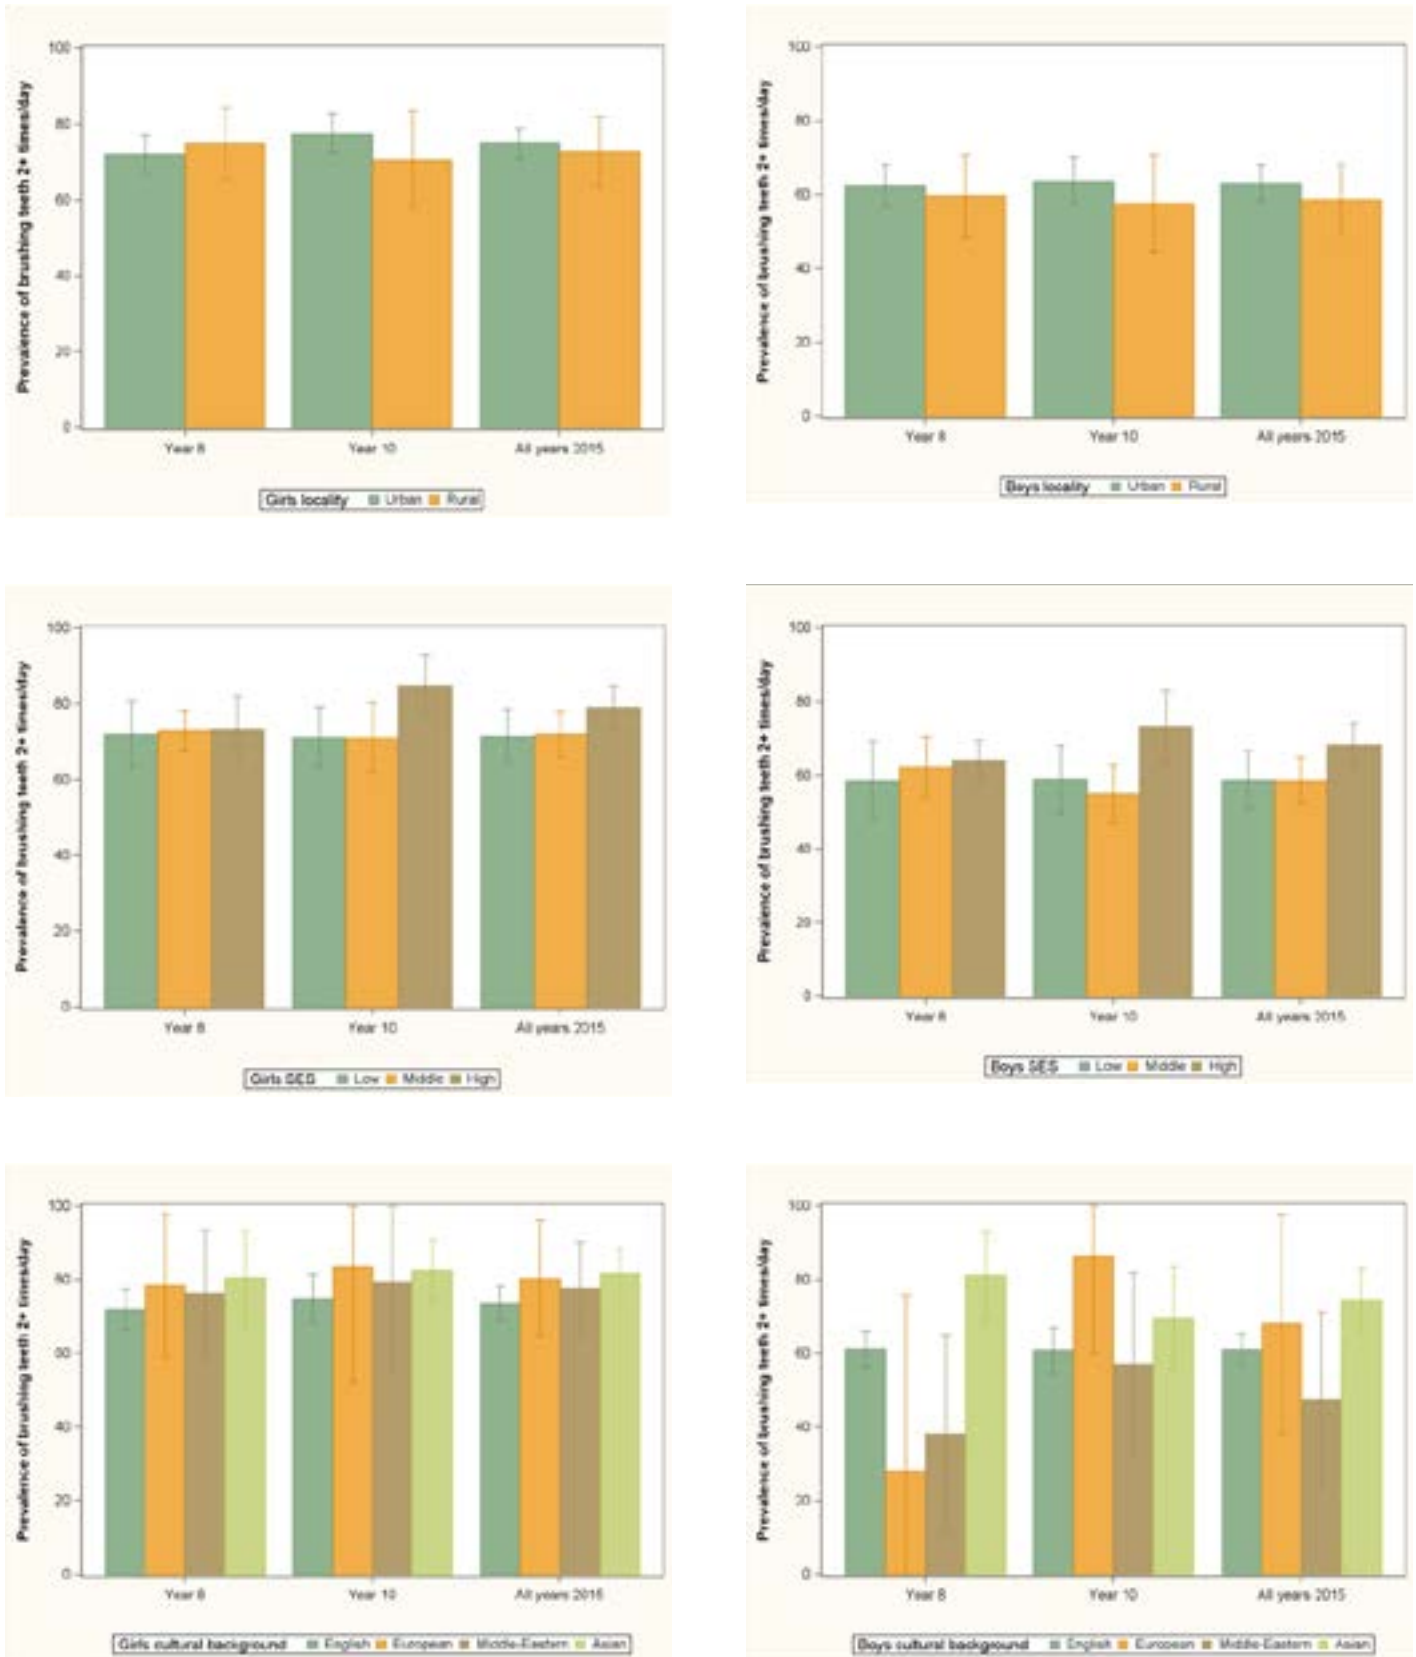 Prevalence of brushing teeth 2+ times/day
100
80
60
40
20
0
Year 8
Year 10
All years 2015
Girls locality Urban Rural
Prevalence of brushing teeth 2+ times/day
100
80
60
40
20
0
Year 8
Year 10
All years 2015
Boys locality Urban Rural
Prevalence of brushing teeth 2+ times/day
100
80
60
40
20
0
Year 8
Year 10
All years 2015
Girls SES Low Middle High
Prevalence of brushing teeth 2+ times/day
100
80
60
40
20
0
Year 8
Year 10
All years 2015
Boys SES Low Middle High
Prevalence of brushing teeth 2+ times/day
100
80
60
40
20
0
Year 8
Year 10
All years 2015
Girls cultural background English European Middle-Eastern Asian
Prevalence of brushing teeth 2+ times/day
100
80
60
40
20
0
Year 8
Year 10
All years 2015
Boys cultural background English European Middle-Eastern Asian